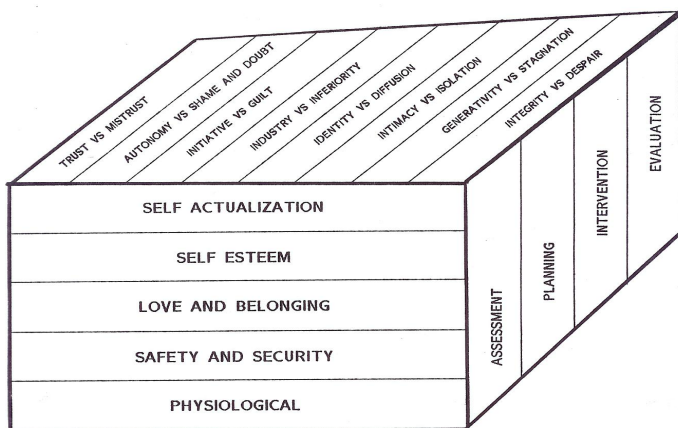 TRUST VS MISTRUST
AUTONOMY VS SHAME AND DOUBT
INITIATIVE VS GUILT
INDUSTRY VS INFERIORITY
IDENTITY VS DIFFUSION
INTIMACY VS ISOLATION
GENERATIVITY VS STAGNATION
INTEGRITY VS DESPAIR
SELF ACTUALIZATION
SELF ESTEEM
LOVE AND BELONGING
SAFETY AND SECURITY
PHYSIOLOGICAL
ASSESSMENT
PLANNING
INTERVENTION
EVALUATION